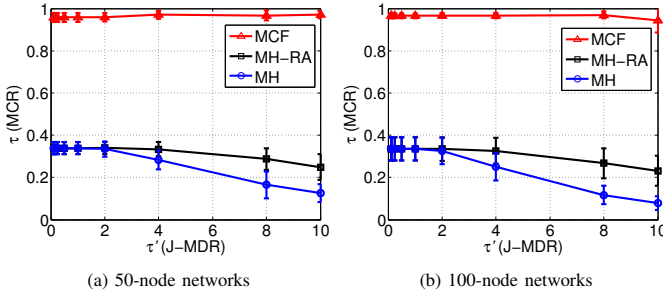 1
0.8
0.6
0.4
0.2
0
τ (MCR)
0 2 4 6 8 10
τ' (J−MDR)
MCF
MH−RA
MH
(a) 50-node networks
1
0.8
0.6
0.4
0.2
0
τ (MCR)
0 2 4 6 8 10
τ' (J−MDR)
MCF
MH−RA
MH
(b) 100-node networks